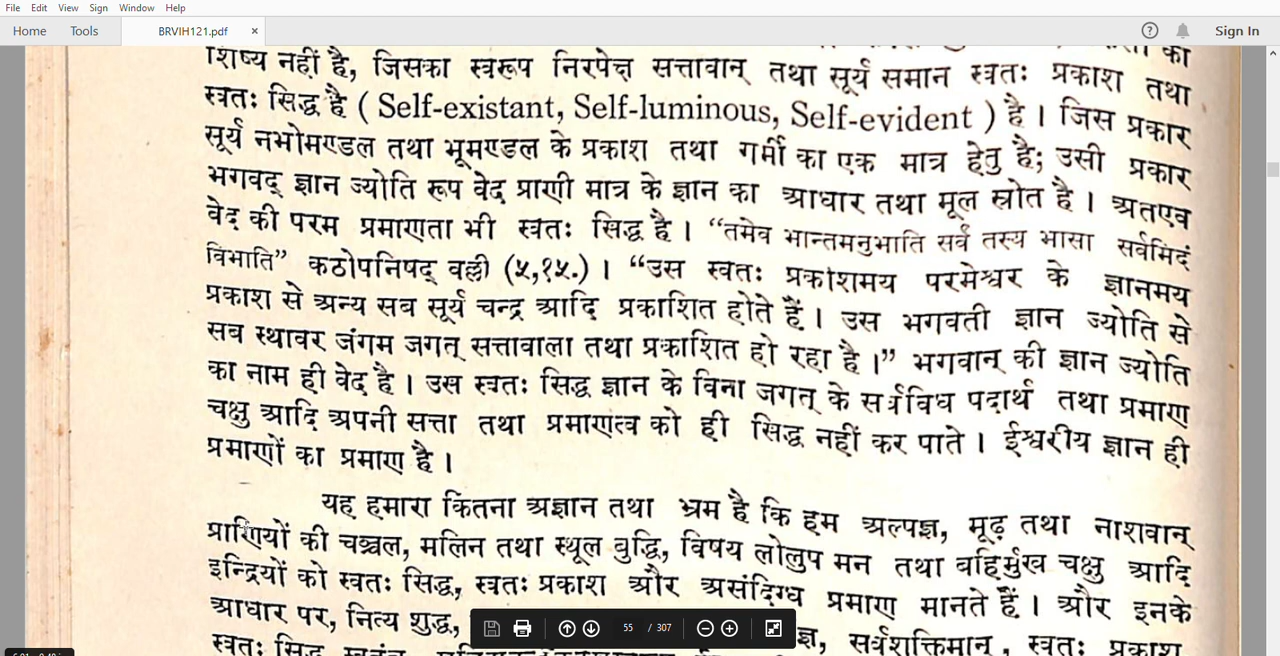 File Edit View Sign Window Help
Home Tools BRVIH121.pdf × ? Sign In
शिष्य नहीं है, जिसका स्वरूप निरपेक्ष सत्तावान् तथा सूर्य समान स्वतः प्रकाश तथा
स्वतः सिद्ध है ( Self-existant, Self-luminous, Self-evident ) है । जिस प्रकार
सूर्य नभोमण्डल तथा भूमण्डल के प्रकाश तथा गर्मी का एक मात्र हेतु है; उसी प्रकार
भगवद् ज्ञान ज्योति रूप वेद प्राणी मात्र के ज्ञान का आधार तथा मूल स्रोत है । अतएव
वेद की परम प्रमाणता भी स्वतः सिद्ध है । “तमेव भान्तमनुभाति सर्वं तस्य भासा सर्वमिदं
विभाति” कठोपनिषद् वल्ली (५,१५.) । “उस स्वतः प्रकाशमय परमेश्वर के ज्ञानमय
प्रकाश से अन्य सब सूर्य चन्द्र आदि प्रकाशित होते हैं । उस भगवती ज्ञान ज्योति से
सब स्थावर जंगम जगत् सत्तावाला तथा प्रकाशित हो रहा है ।” भगवान् की ज्ञान ज्योति
का नाम ही वेद है । उस स्वतः सिद्ध ज्ञान के विना जगत् के सर्वविध पदार्थ तथा प्रमाण
चक्षु आदि अपनी सत्ता तथा प्रमाणत्व को ही सिद्ध नहीं कर पाते । ईश्वरीय ज्ञान ही
प्रमाणों का प्रमाण है ।
यह हमारा कितना अज्ञान तथा भ्रम है कि हम अल्पज्ञ, मूढ़ तथा नाशवान्
प्राणियों की चञ्चल, मलिन तथा स्थूल बुद्धि, विषय लोलुप मन तथा बहिर्मुख चक्षु आदि
इन्द्रियों को स्वतः सिद्ध, स्वतः प्रकाश और असंदिग्ध प्रमाण मानते हैं । और इनके
आधार पर, नित्य शुद्ध, सर्वशक्तिमान्, स्वतः प्रकाश
55 / 307
स्वतः सिद्ध